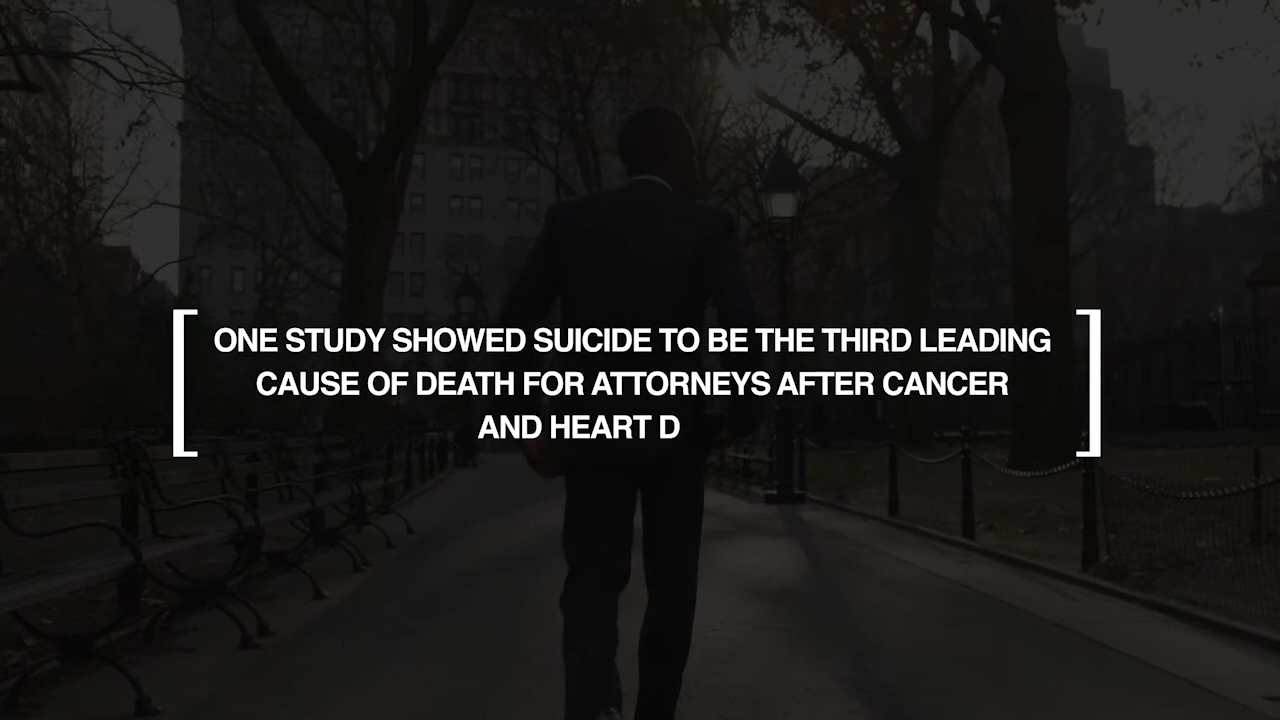 ONE STUDY SHOWED SUICIDE TO BE THE THIRD LEADING
CAUSE OF DEATH FOR ATTORNEYS AFTER CANCER
AND HEART D